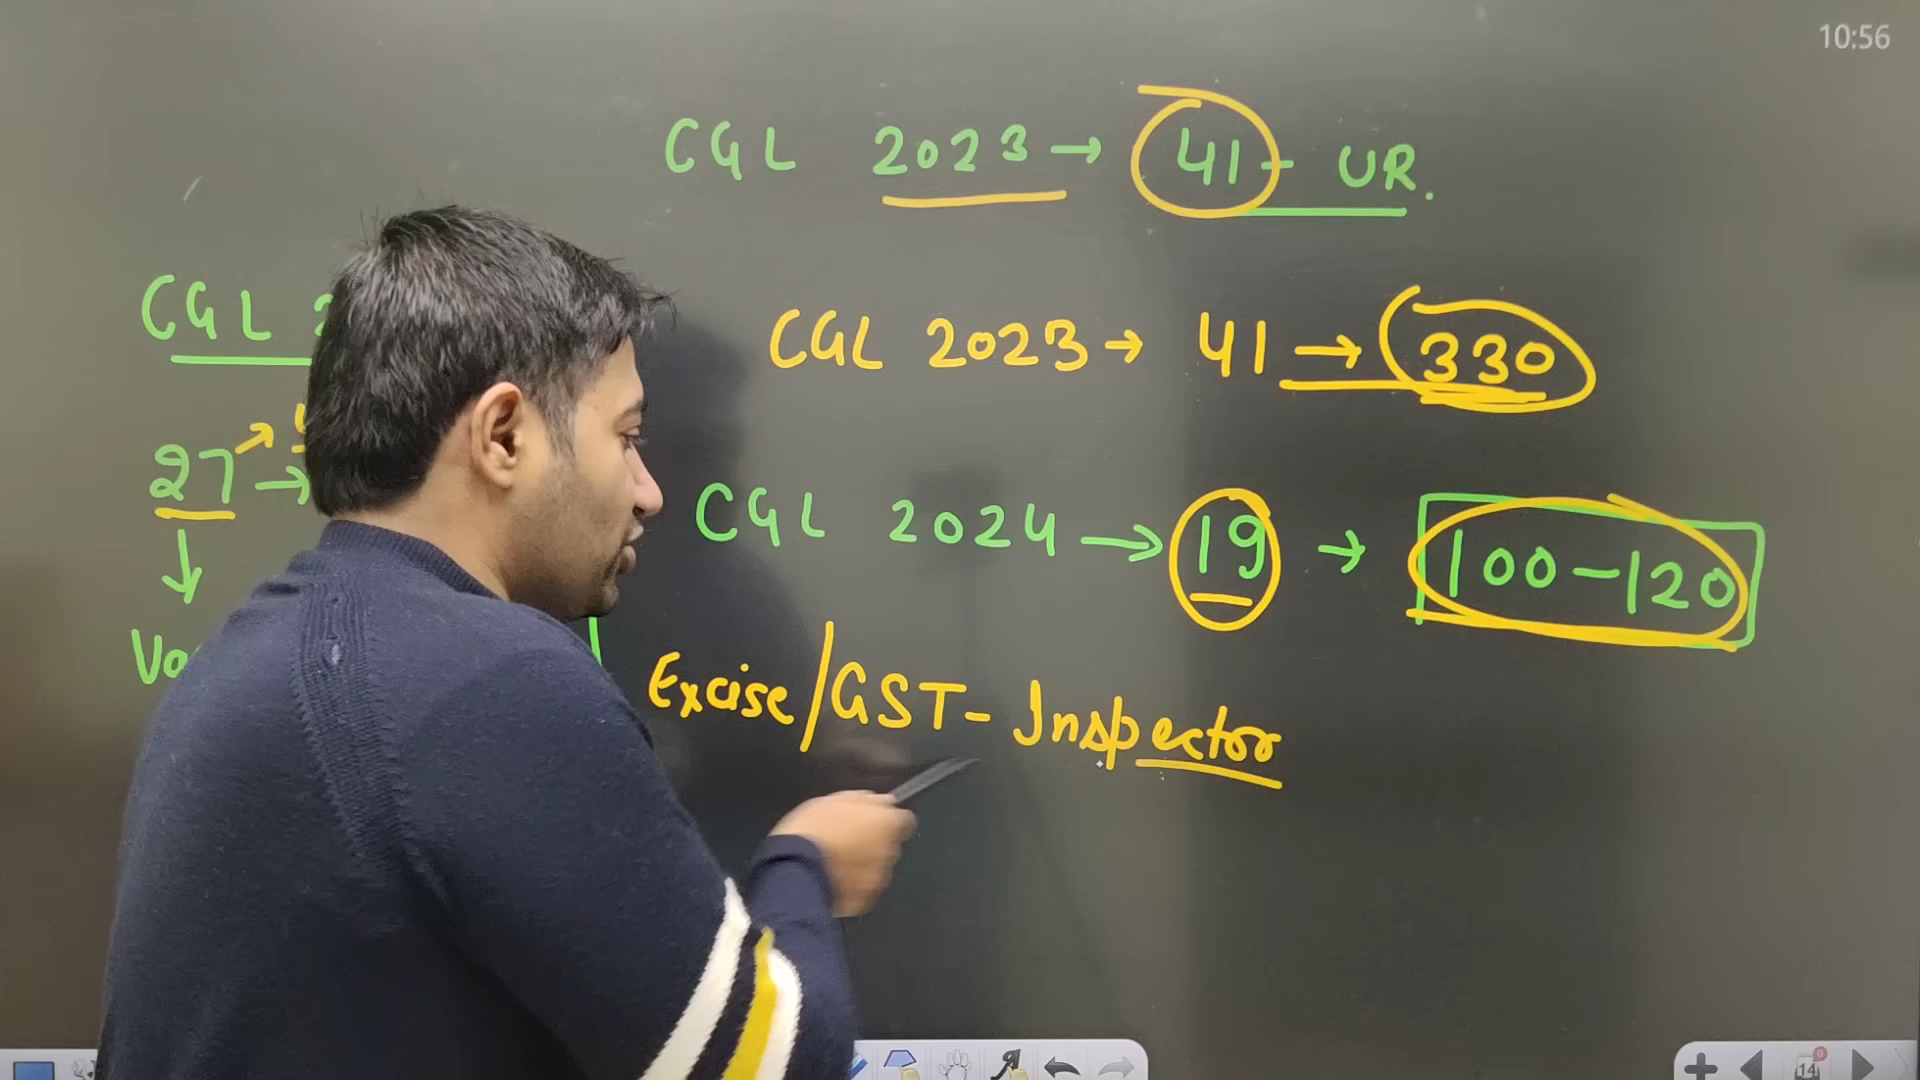 10:56
CGL 2023 → 41 - UR.
CGL
CGL 2023 → 41 → 330
27 →
CGL 2024 → 19 → 100-120
Excise/GST-Inspector
14